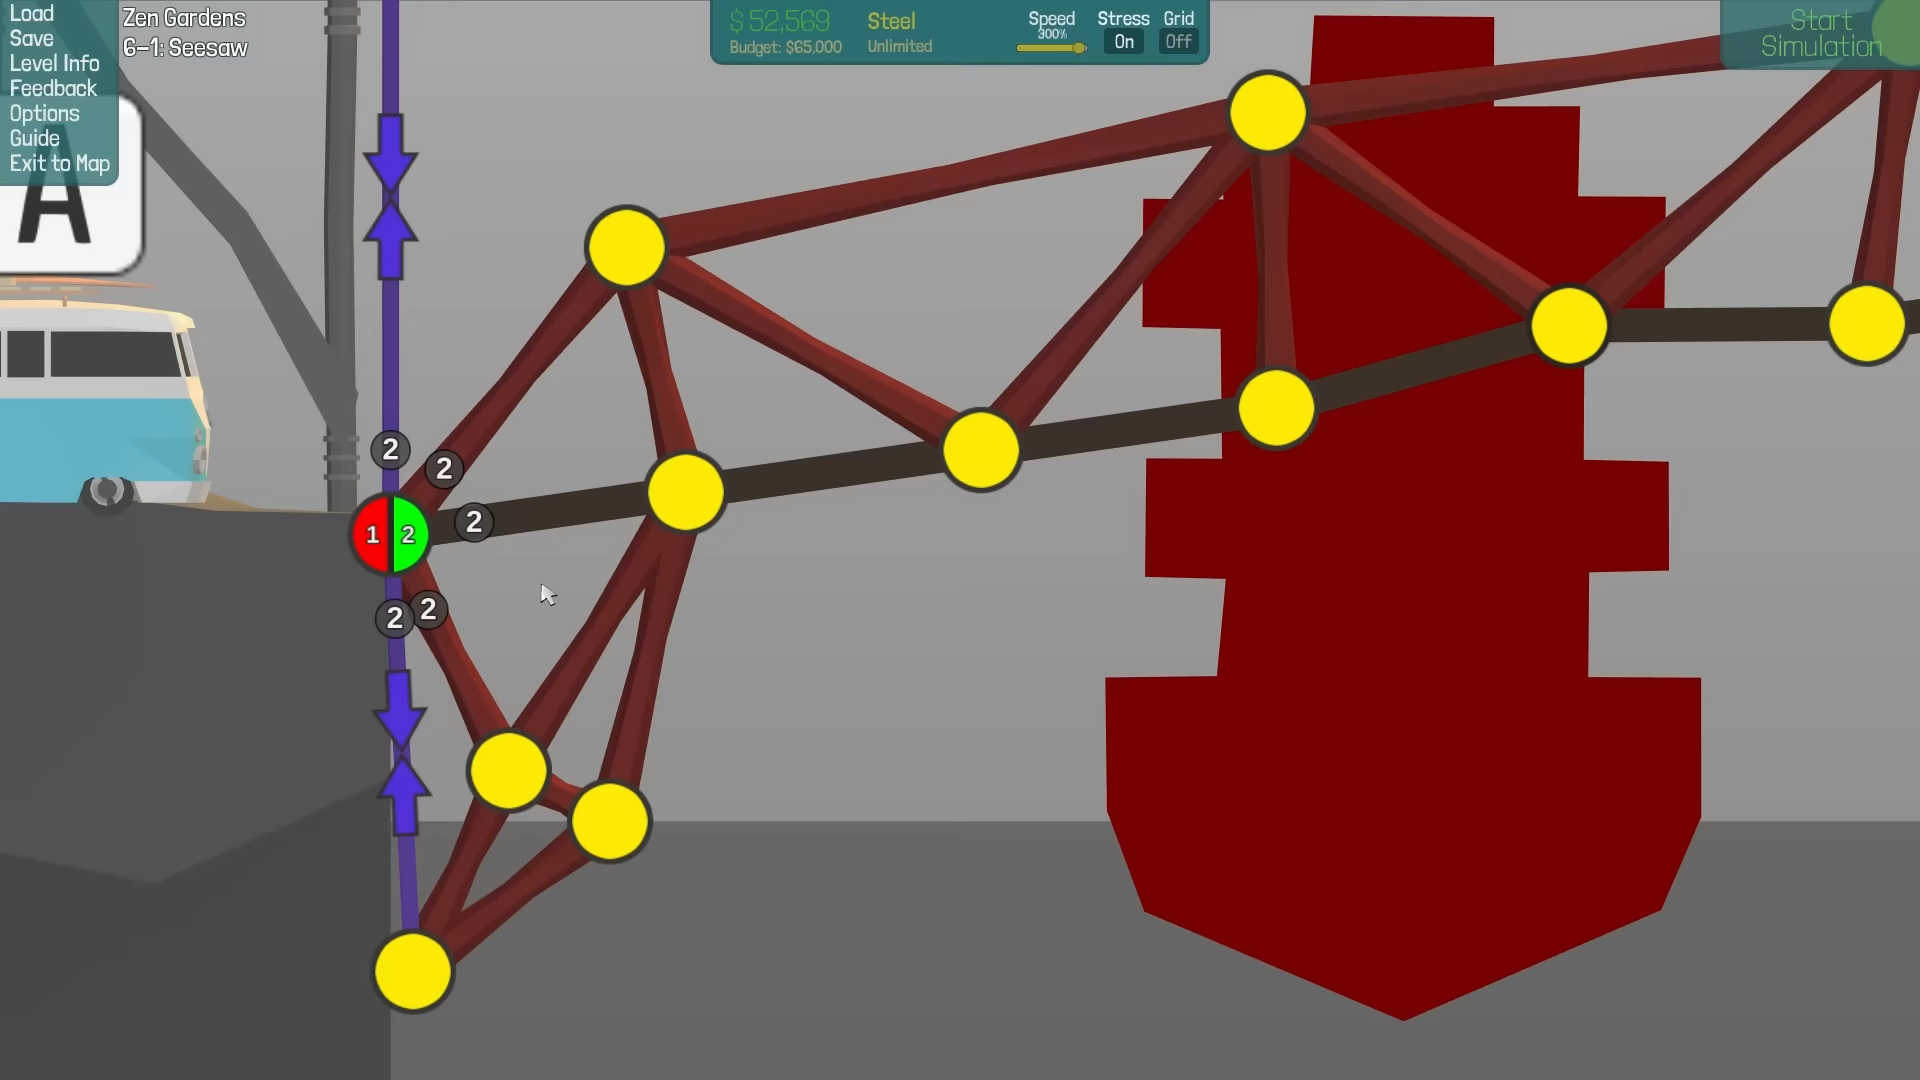 Load
Save
Level Info
Feedback
Options
Guide
Exit to Map
A
Zen Gardens
6-1: Seesaw
$ 52,569
Budget: $65,000
Steel
Unlimited
Speed
300%
Stress
On
Grid
Off
Start
Simulation
2
2
2
1 2
2
2